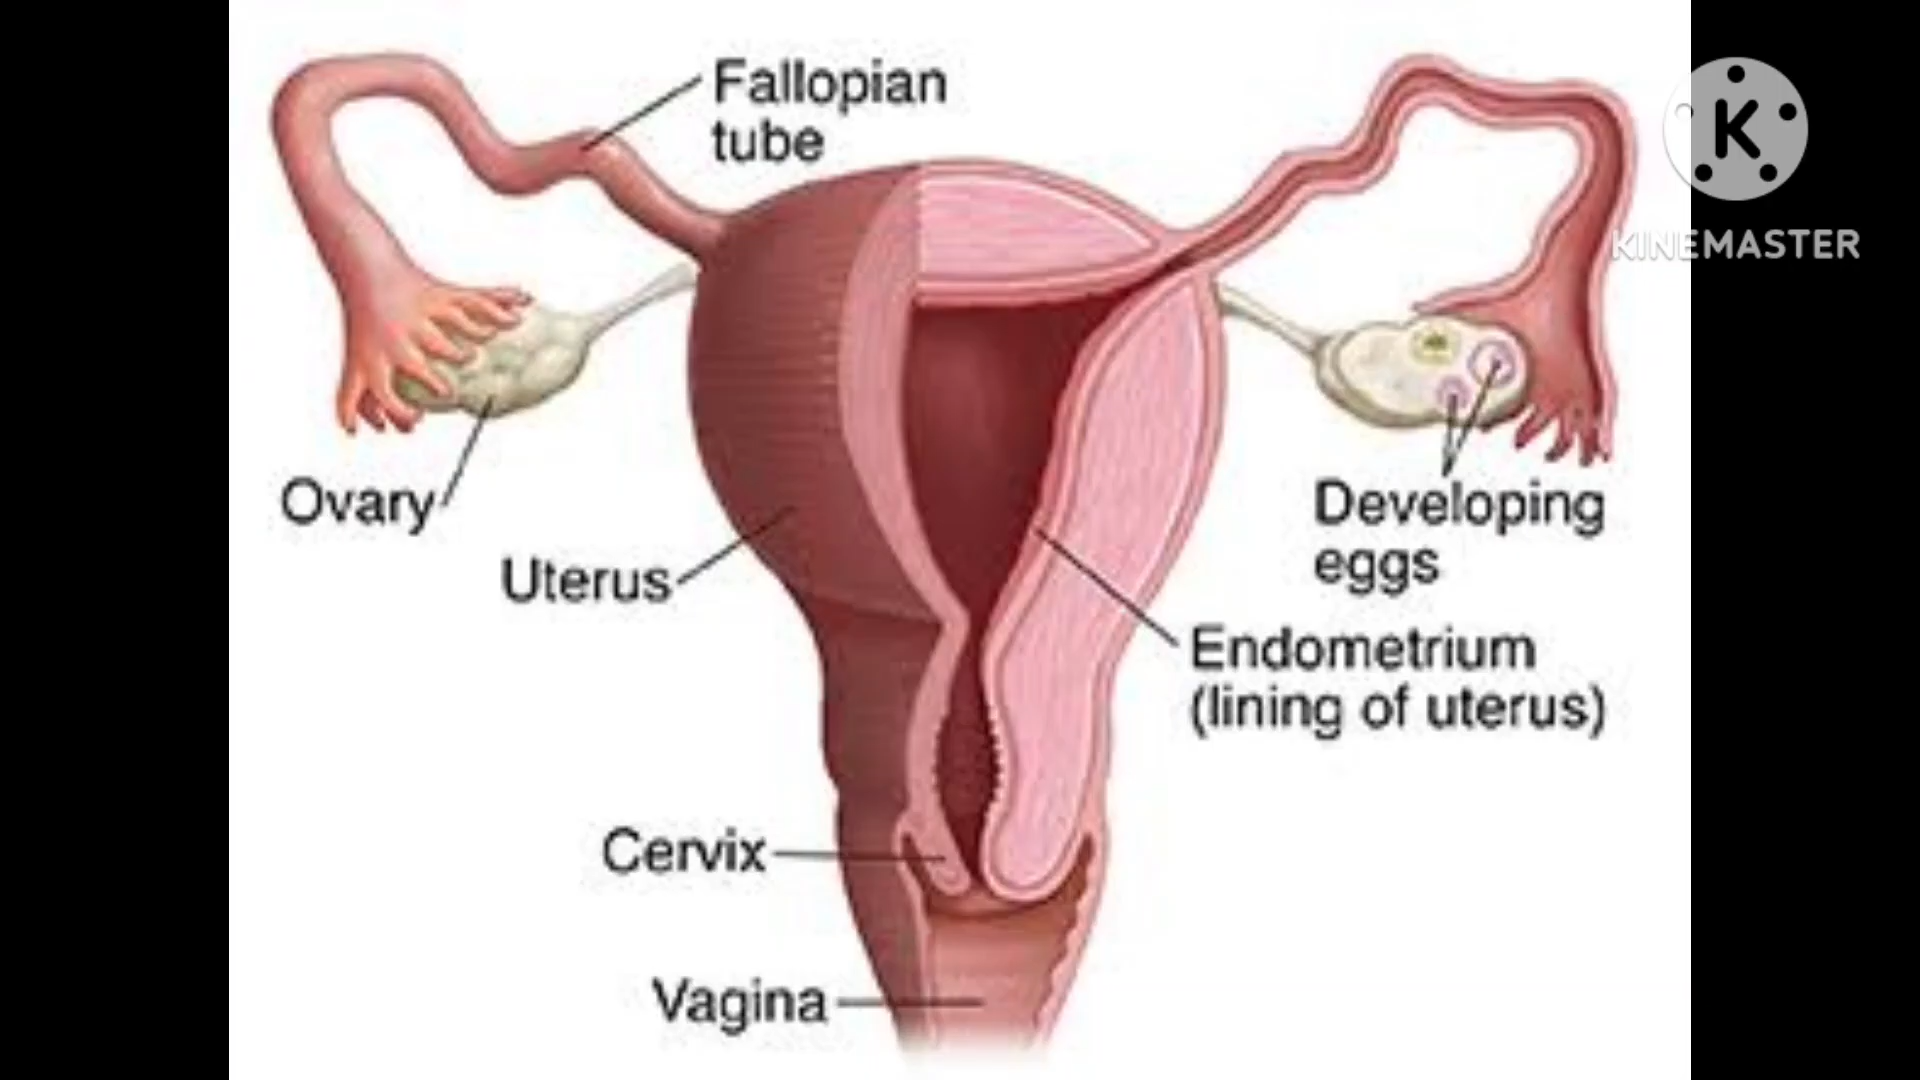 Fallopian
tube
K
KINEMASTER
Ovary
Developing
eggs
Uterus
Endometrium
(lining of uterus)
Cervix
Vagina